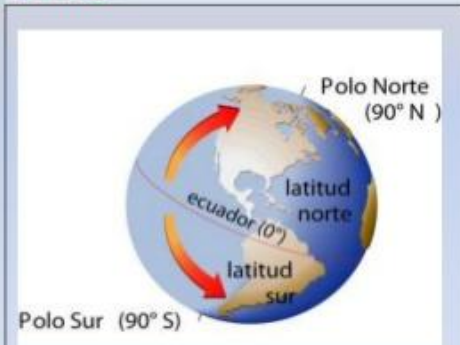 Polo Norte
(90° N )
latitud
norte
ecuador (0°)
latitud
sur
Polo Sur (90° S)